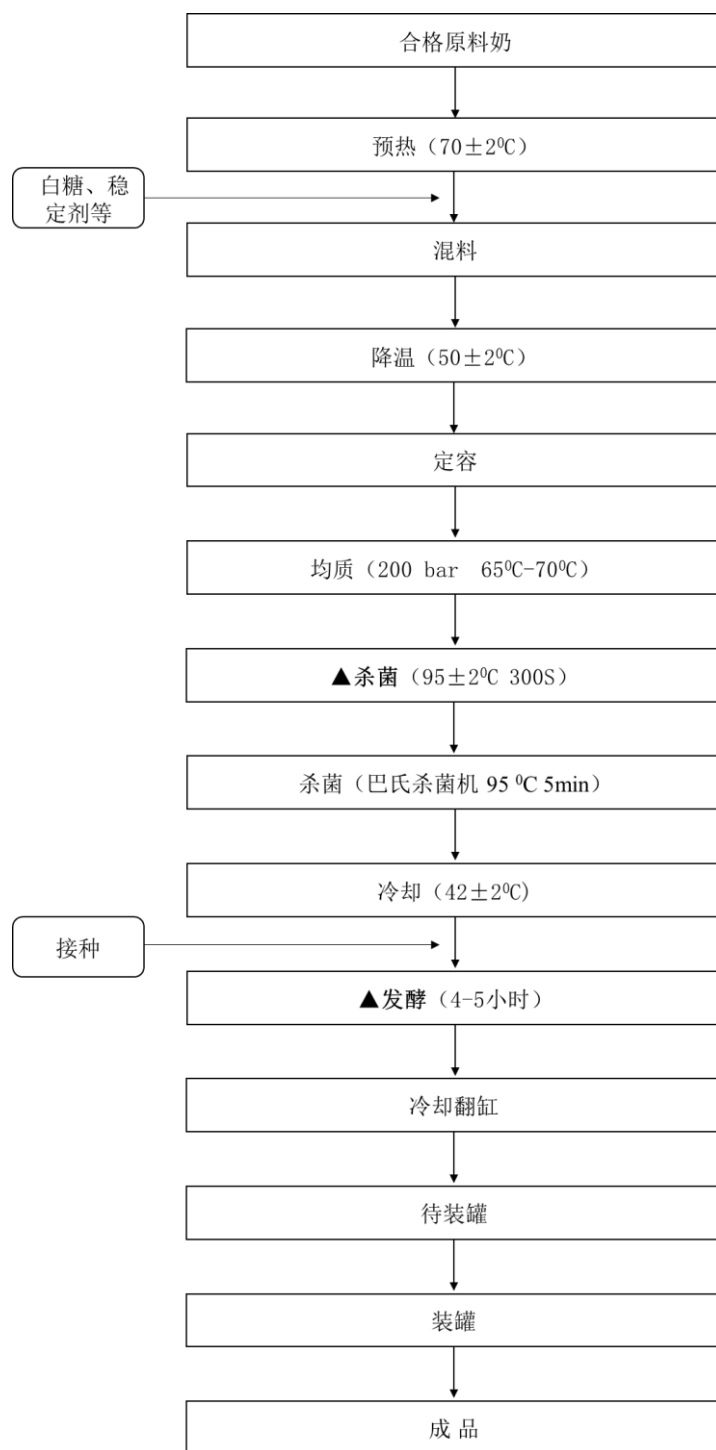 合格原料奶
预热（70±2⁰C）
白糖、稳
定剂等
混料
降温（50±2⁰C）
定容
均质（200 bar  65⁰C-70⁰C）
▲杀菌（95±2⁰C 300S）
杀菌（巴氏杀菌机 95 ⁰C 5min）
冷却（42±2⁰C)
接种
▲发酵（4-5小时）
冷却翻缸
待装罐
装罐
成 品